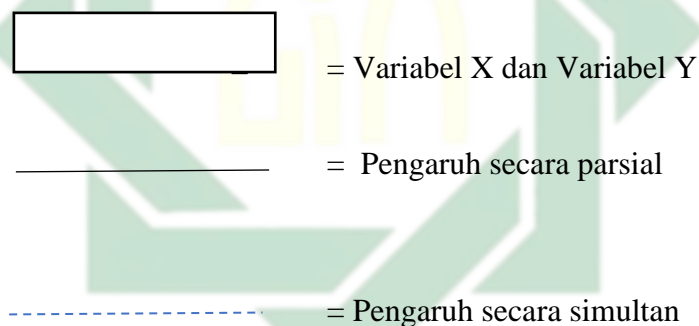 = Variabel X dan Variabel Y
= Pengaruh secara parsial
= Pengaruh secara simultan